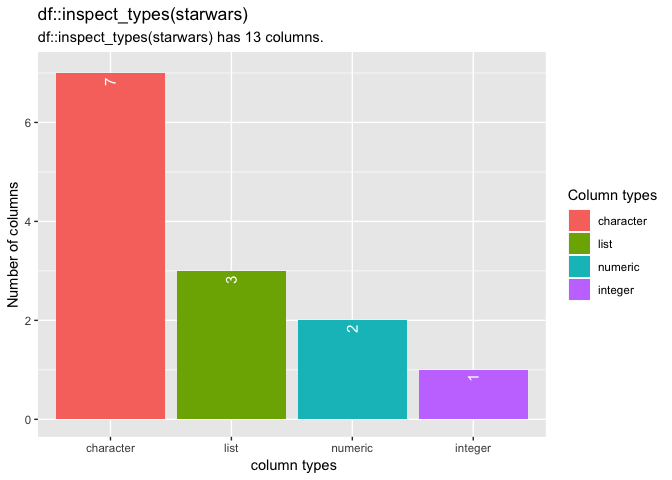 df::inspect_types(starwars)
df::inspect_types(starwars) has 13 columns.
Number of columns
6
4
2
0
7
3
2
1
character
list
numeric
integer
column types
Column types
character
list
numeric
integer